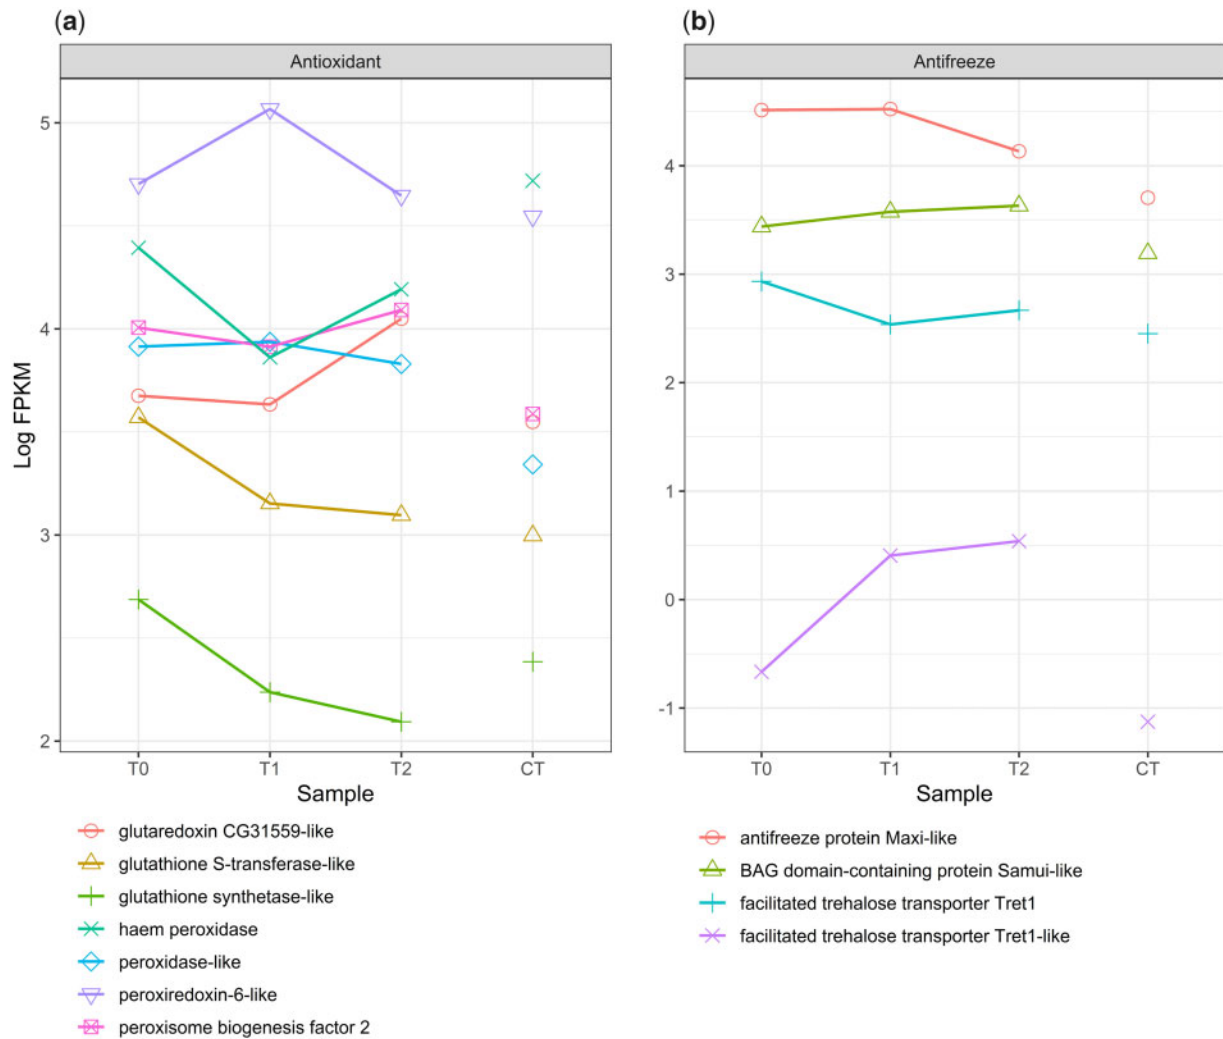 (a)
(b)
Antioxidant
Antifreeze
Log FPKM
5
4
3
2
T0 T1 T2 CT
Sample
4
3
2
1
0
-1
T0 T1 T2 CT
Sample
glutaredoxin CG31559-like
glutathione S-transferase-like
glutathione synthetase-like
haem peroxidase
peroxidase-like
peroxiredoxin-6-like
peroxisome biogenesis factor 2
antifreeze protein Maxi-like
BAG domain-containing protein Samui-like
facilitated trehalose transporter Tret1
facilitated trehalose transporter Tret1-like